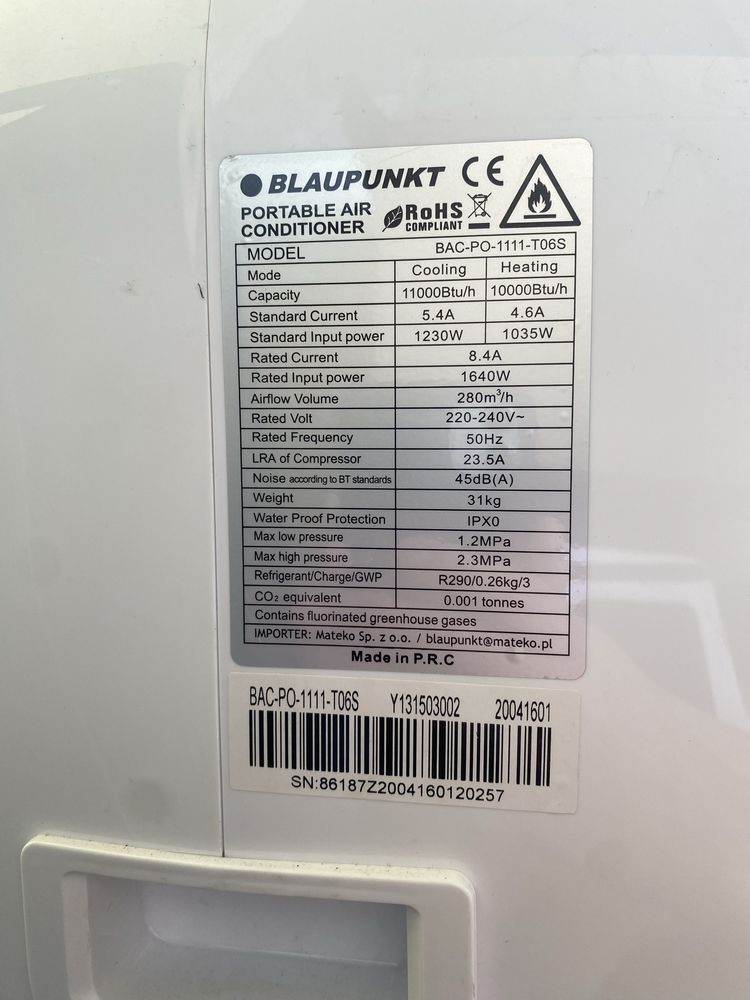 BLAUPUNKT CE
PORTABLE AIR CONDITIONER
RoHS COMPLIANT
MODEL BAC-PO-1111-T06S
Mode Cooling Heating
Capacity 11000Btu/h 10000Btu/h
Standard Current 5.4A 4.6A
Standard Input power 1230W 1035W
Rated Current 8.4A
Rated Input power 1640W
Airflow Volume 280m³/h
Rated Volt 220-240V~
Rated Frequency 50Hz
LRA of Compressor 23.5A
Noise according to BT standards 45dB(A)
Weight 31kg
Water Proof Protection IPX0
Max low pressure 1.2MPa
Max high pressure 2.3MPa
Refrigerant/Charge/GWP R290/0.26kg/3
CO₂ equivalent 0.001 tonnes
Contains fluorinated greenhouse gases
IMPORTER: Mateko Sp. z o.o. / blaupunkt@mateko.pl
Made in P.R.C
BAC-PO-1111-T06S Y131503002 20041601
SN:86187Z2004160120257